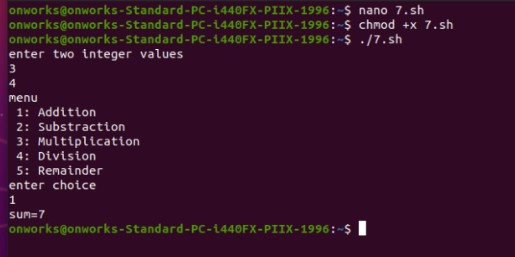 onworks@onworks-Standard-PC-i440FX-PIIX-1996:~$ nano 7.sh
onworks@onworks-Standard-PC-i440FX-PIIX-1996:~$ chmod +x 7.sh
onworks@onworks-Standard-PC-i440FX-PIIX-1996:~$ ./7.sh
enter two integer values
3
4
menu
 1: Addition
 2: Substraction
 3: Multiplication
 4: Division
 5: Remainder
enter choice
1
sum=7
onworks@onworks-Standard-PC-i440FX-PIIX-1996:~$